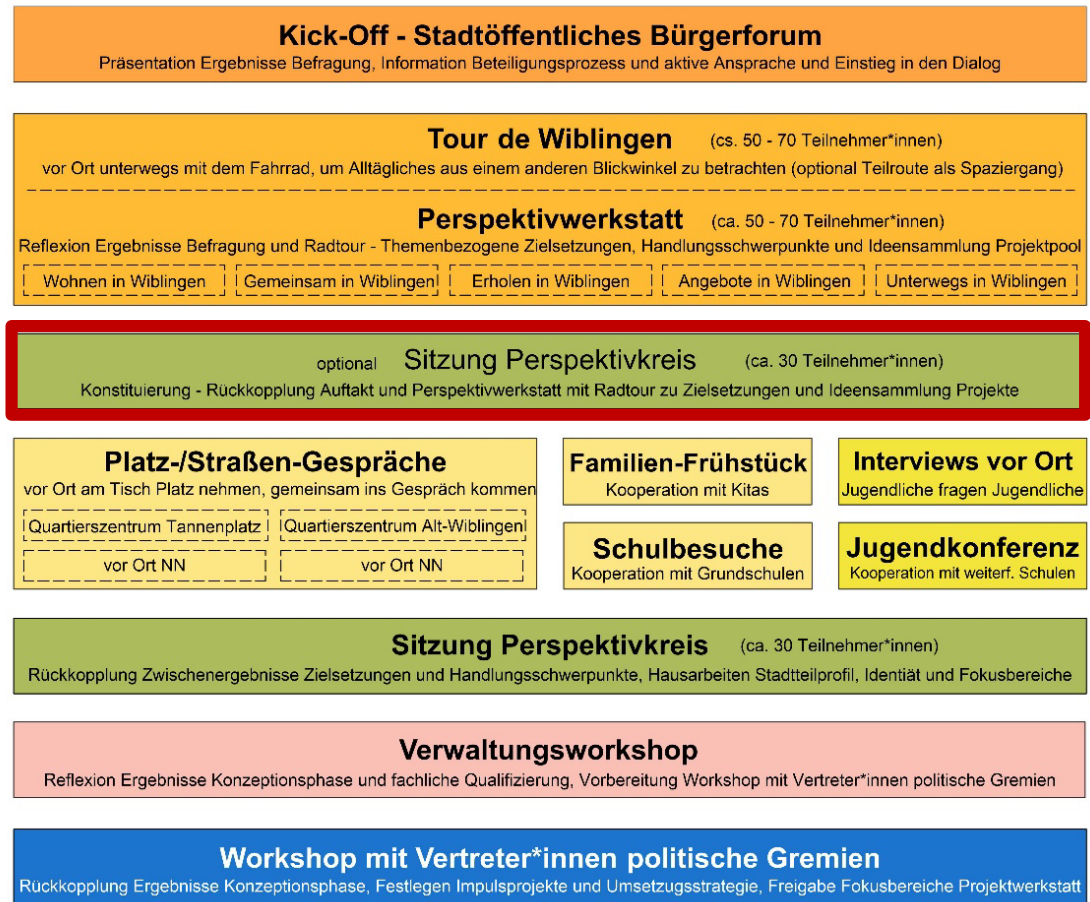 Kick-Off - Stadtöffentliches Bürgerforum
Präsentation Ergebnisse Befragung, Information Beteiligungsprozess und aktive Ansprache und Einstieg in den Dialog
Tour de Wiblingen (cs. 50 - 70 Teilnehmer*innen)
vor Ort unterwegs mit dem Fahrrad, um Alltägliches aus einem anderen Blickwinkel zu betrachten (optional Teilroute als Spaziergang)
Perspektivwerkstatt (ca. 50 - 70 Teilnehmer*innen)
Reflexion Ergebnisse Befragung und Radtour - Themenbezogene Zielsetzungen, Handlungsschwerpunkte und Ideensammlung Projektpool
Wohnen in Wiblingen Gemeinsam in Wiblingen Erholen in Wiblingen Angebote in Wiblingen Unterwegs in Wiblingen
optional Sitzung Perspektivkreis (ca. 30 Teilnehmer*innen)
Konstituierung - Rückkopplung Auftakt und Perspektivwerkstatt mit Radtour zu Zielsetzungen und Ideensammlung Projekte
Platz-/Straßen-Gespräche
vor Ort am Tisch Platz nehmen, gemeinsam ins Gespräch kommen
Quartierszentrum Tannenplatz Quartierszentrum Alt-Wiblingen
vor Ort NN vor Ort NN
Familien-Frühstück
Kooperation mit Kitas
Interviews vor Ort
Jugendliche fragen Jugendliche
Schulbesuche
Kooperation mit Grundschulen
Jugendkonferenz
Kooperation mit weiterf. Schulen
Sitzung Perspektivkreis (ca. 30 Teilnehmer*innen)
Rückkopplung Zwischenergebnisse Zielsetzungen und Handlungsschwerpunkte, Hausarbeiten Stadtteilprofil, Identiät und Fokusbereiche
Verwaltungsworkshop
Reflexion Ergebnisse Konzeptionsphase und fachliche Qualifizierung, Vorbereitung Workshop mit Vertreter*innen politische Gremien
Workshop mit Vertreter*innen politische Gremien
Rückkopplung Ergebnisse Konzeptionsphase, Festlegen Impulsprojekte und Umsetzugsstrategie, Freigabe Fokusbereiche Projektwerkstatt